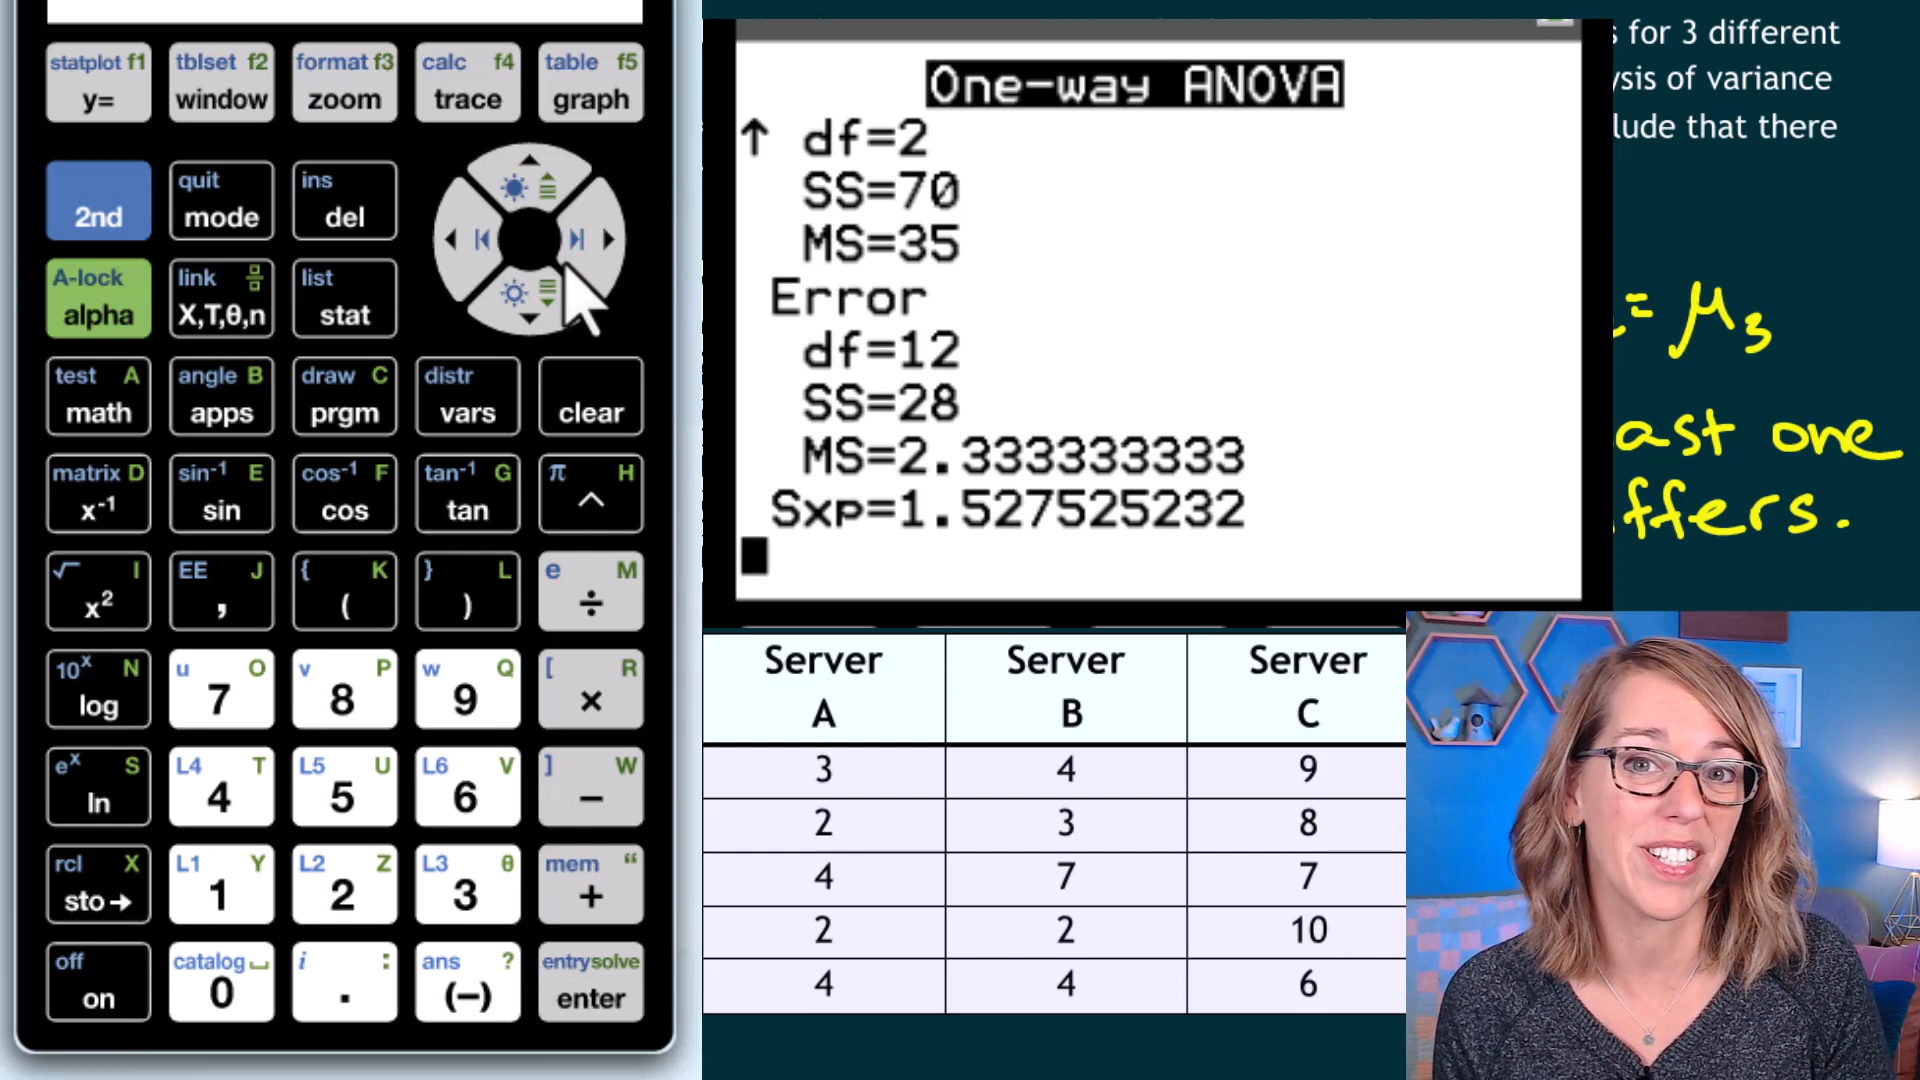 statplot f1 tblset f2 format f3 calc f4 table f5
y= window zoom trace graph
quit ins
2nd mode del
A-lock link list
alpha X,T,θ,n stat
test A angle B draw C distr
math apps prgm vars clear
matrix D sin⁻¹ E cos⁻¹ F tan⁻¹ G π H
x⁻¹ sin cos tan ^
√ I EE J { K } L e M
x² , ( ) ÷
10ˣ N u O v P w Q [ R
log 7 8 9 ×
eˣ S L4 T L5 U L6 V ] W
ln 4 5 6 −
rcl X L1 Y L2 Z L3 θ mem “
sto→ 1 2 3 +
off catalog i : ans ? entry solve
on 0 . (−) enter
One-way ANOVA
↑ df=2
SS=70
MS=35
Error
df=12
SS=28
MS=2.333333333
Sxp=1.527525232
for 3 different
sis of variance
lude that there
= μ3
ast one
ffers.
Server A Server B Server C
3 4 9
2 3 8
4 7 7
2 2 10
4 4 6